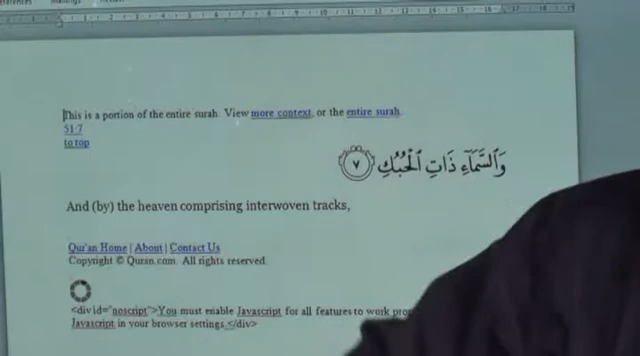 This is a portion of the entire surah. View more context, or the entire surah.
51:7
to top
وَٱلسَّمَآءِ ذَاتِ ٱلْحُبُكِ ٧
And (by) the heaven comprising interwoven tracks,
Qur'an Home | About | Contact Us
Copyright © Quran.com. All rights reserved.
<div id="noscript">You must enable Javascript for all features to work
Javascript in your browser settings.</div>